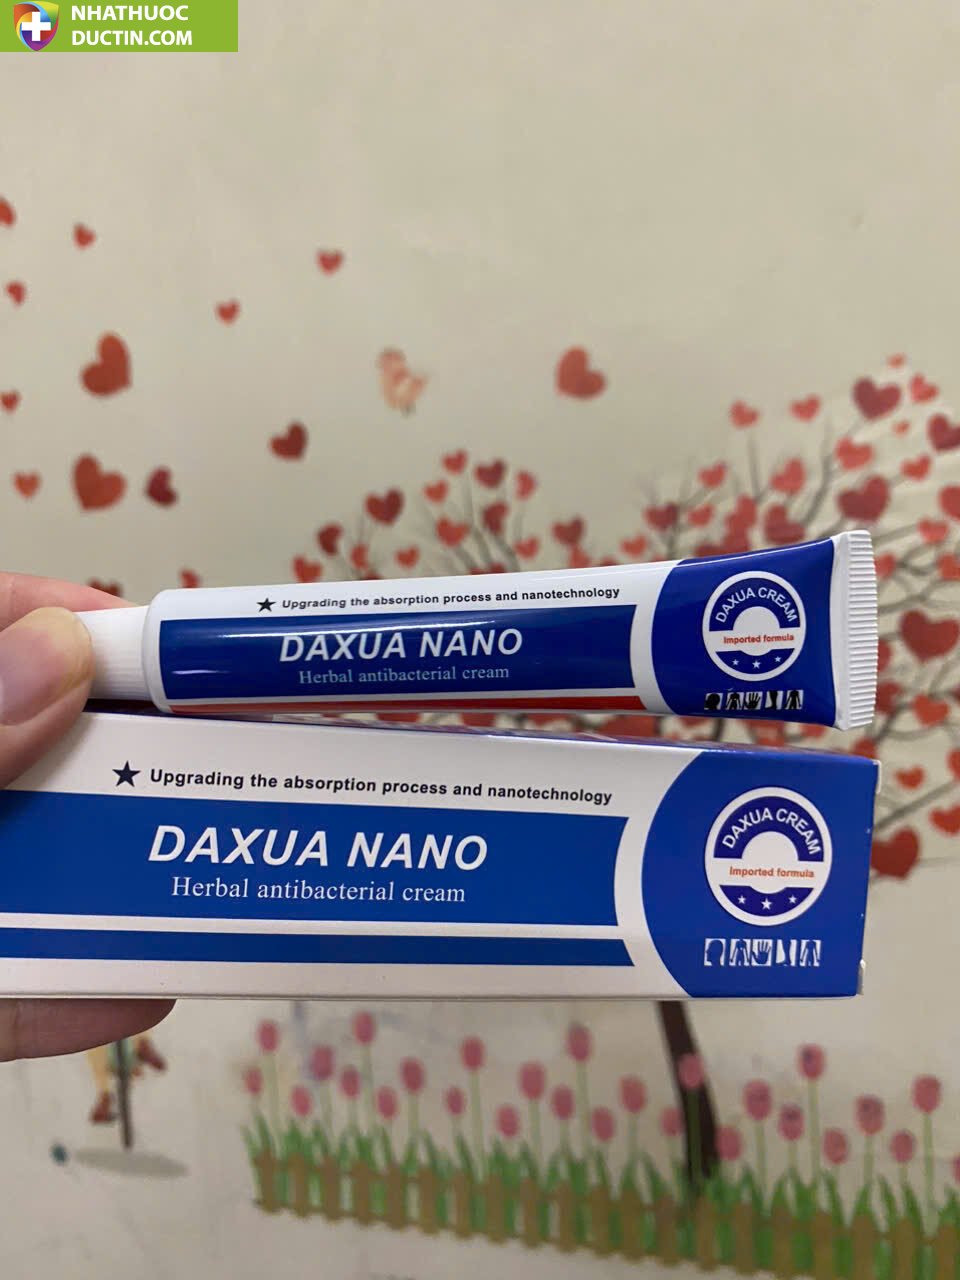 NHATHUOC
DUCTIN.COM
★ Upgrading the absorption process and nanotechnology
DAXUA NANO
Herbal antibacterial cream
DAXUA CREAM
Imported formula
★ Upgrading the absorption process and nanotechnology
DAXUA NANO
Herbal antibacterial cream
DAXUA CREAM
Imported formula